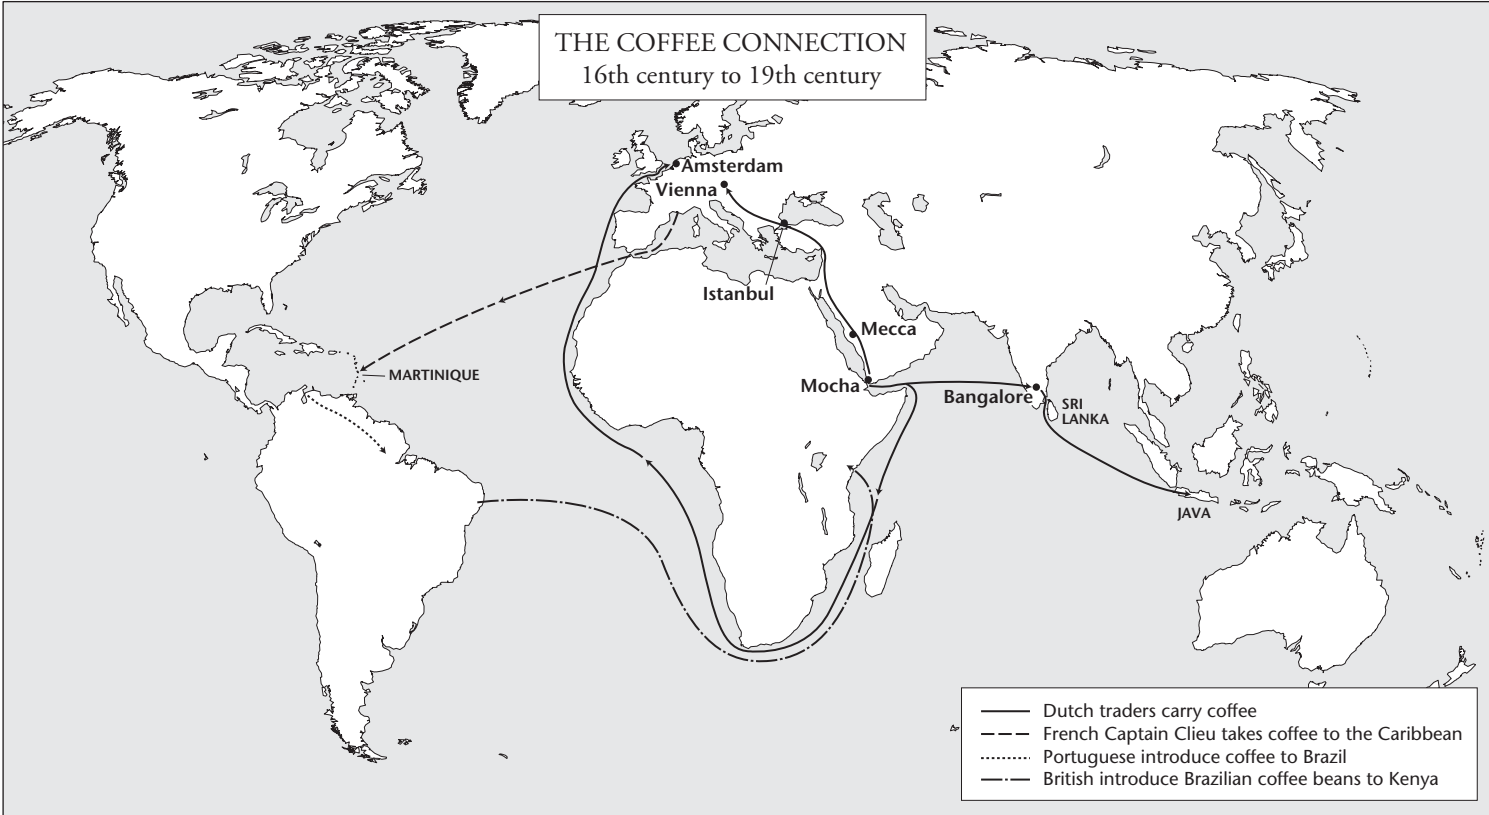 THE COFFEE CONNECTION
16th century to 19th century
Amsterdam
Vienna
Istanbul
Mecca
MARTINIQUE
Mocha
Bangalore
SRI
LANKA
JAVA
Dutch traders carry coffee
French Captain Clieu takes coffee to the Caribbean
Portuguese introduce coffee to Brazil
British introduce Brazilian coffee beans to Kenya